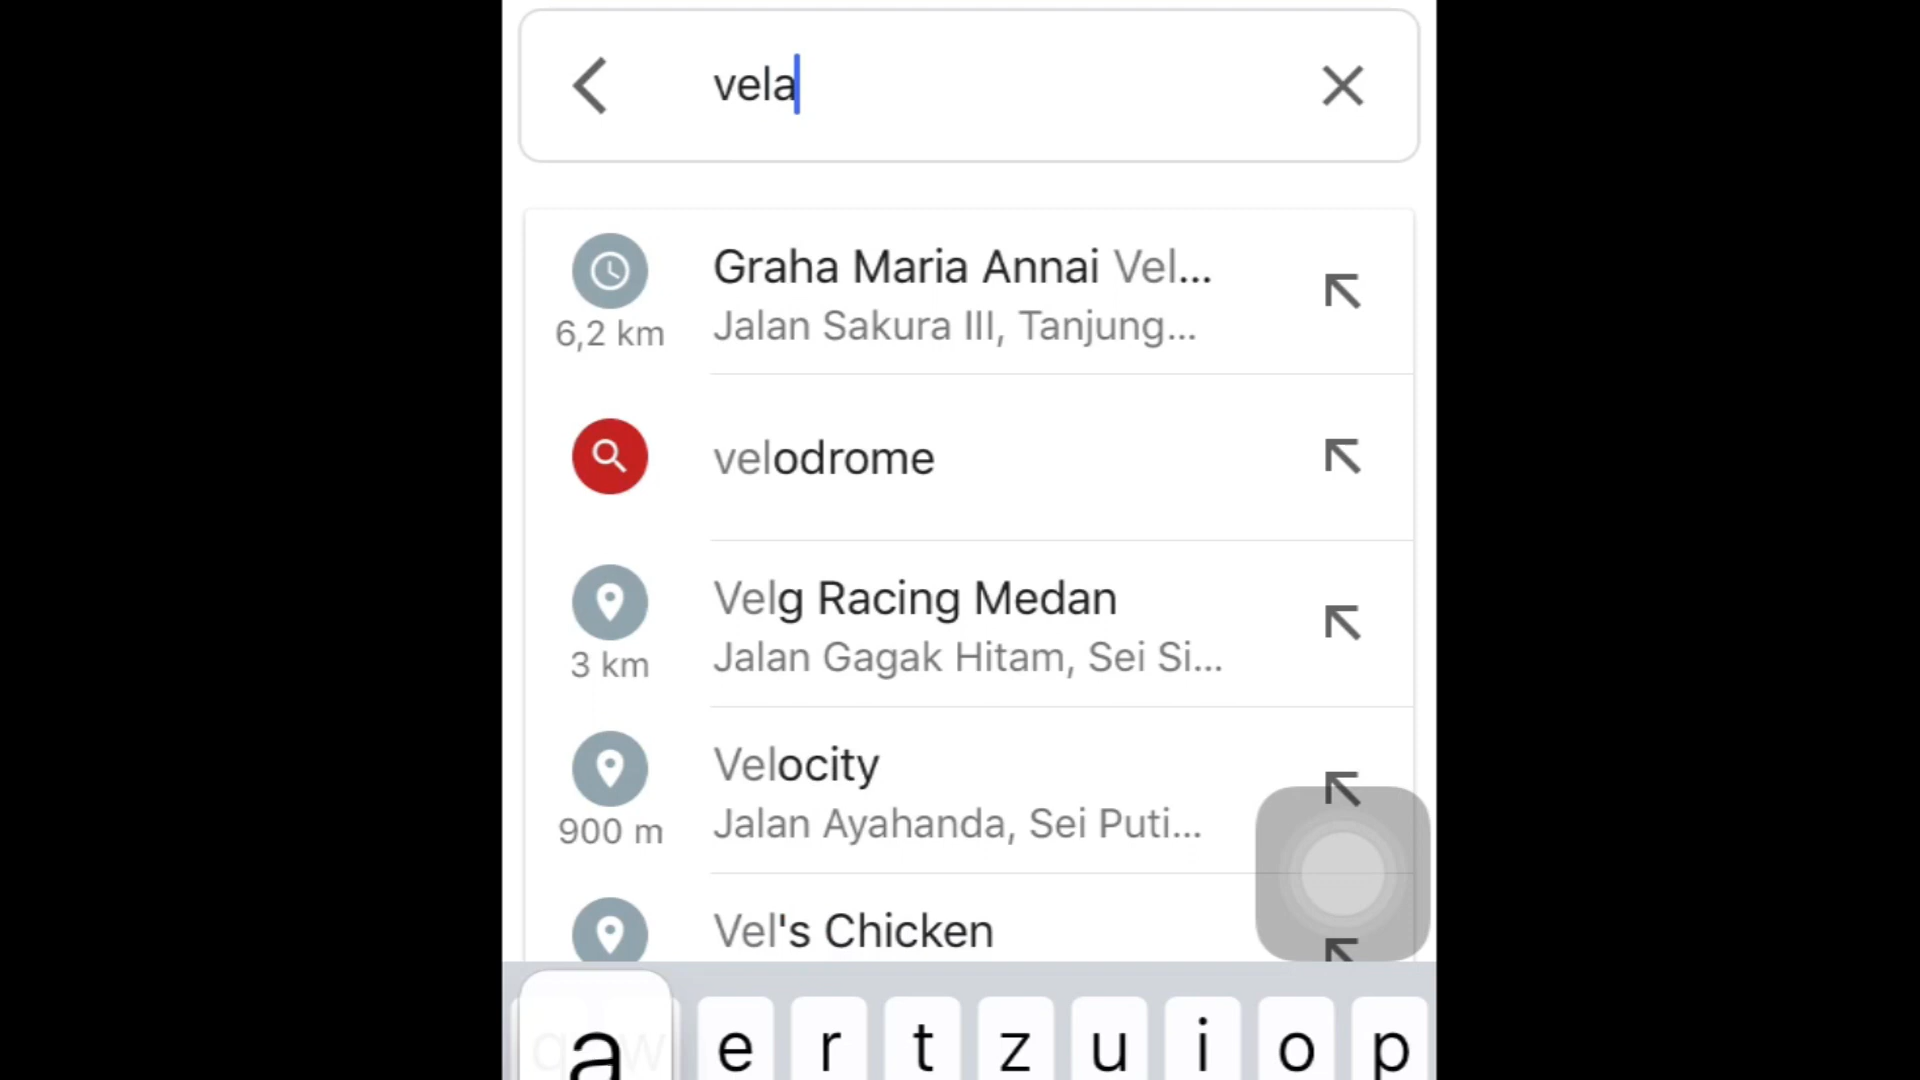 vela
Graha Maria Annai Vel...
Jalan Sakura III, Tanjung...
6,2 km
velodrome
Velg Racing Medan
Jalan Gagak Hitam, Sei Si...
3 km
Velocity
Jalan Ayahanda, Sei Puti...
900 m
Vel's Chicken
q a w e r t z u i o p